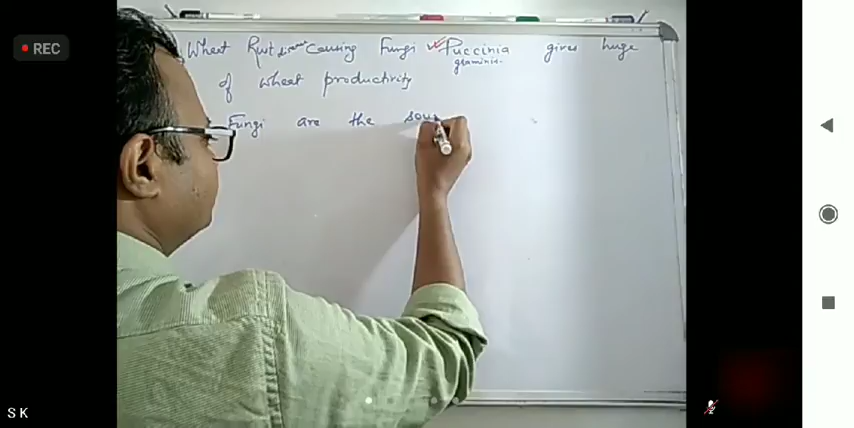 REC
Wheat Rust disease Causing Fungi Puccinia gives huge
graminis
of wheat productivity
Fungi are the sou
S K